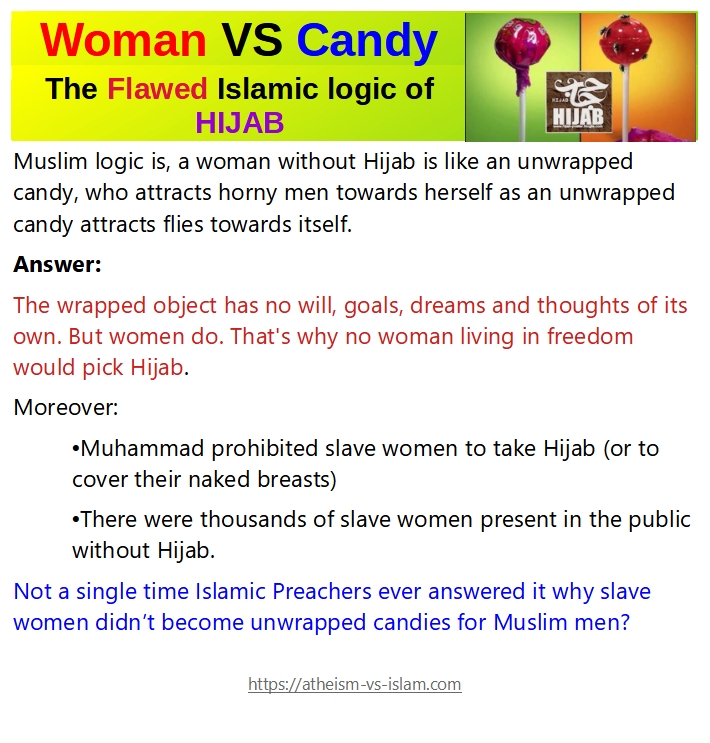 Woman VS Candy
The Flawed Islamic logic of
HIJAB
HIJAB
HIJAB
Muslim logic is, a woman without Hijab is like an unwrapped
candy, who attracts horny men towards herself as an unwrapped
candy attracts flies towards itself.
Answer:
The wrapped object has no will, goals, dreams and thoughts of its
own. But women do. That's why no woman living in freedom
would pick Hijab.
Moreover:
•Muhammad prohibited slave women to take Hijab (or to
cover their naked breasts)
•There were thousands of slave women present in the public
without Hijab.
Not a single time Islamic Preachers ever answered it why slave
women didn’t become unwrapped candies for Muslim men?
https://atheism-vs-islam.com